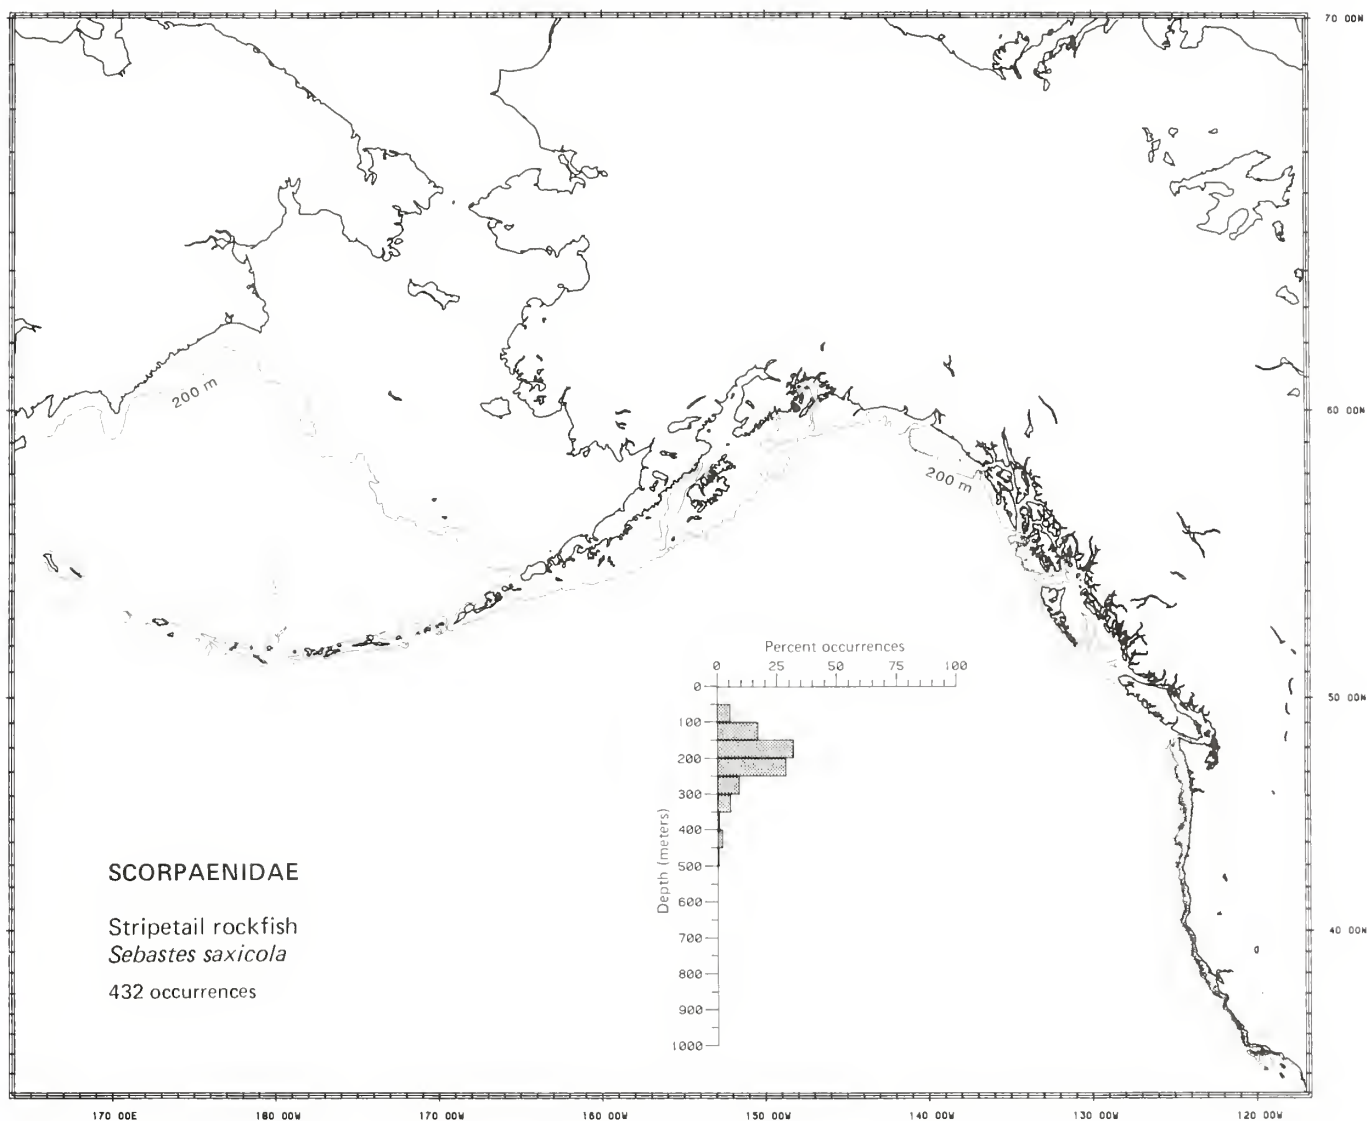 70 00N
200 m
60 00N
200 m
Percent occurrences
0 25 50 75 100
0
50 00N
100
200
300
400
500
600
700
800
900
1000
Depth (meters)
SCORPAENIDAE
Stripetail rockfish
Sebastes saxicola
432 occurrences
40 00N
170 00E 180 00W 170 00W 160 00W 150 00W 140 00W 130 00W 120 00W